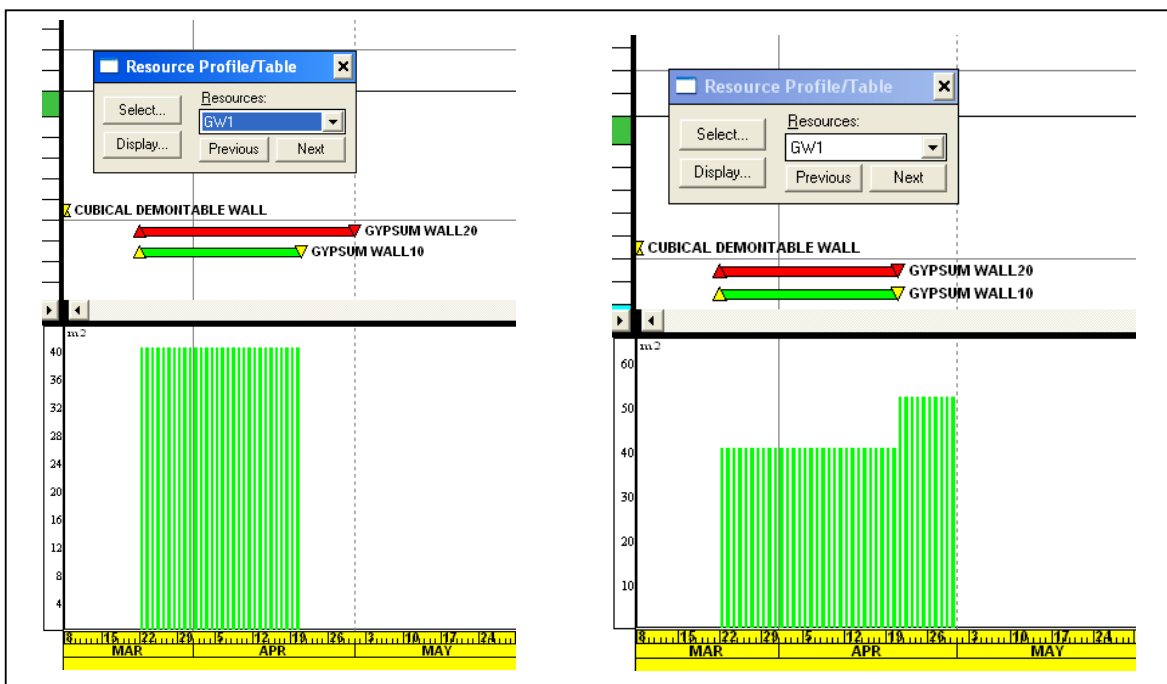 Resource Profile/Table
Select...
Resources:
GW1
Display...
Previous
Next
CUBICAL DEMONTABLE WALL
GYPSUM WALL20
GYPSUM WALL10
m2
40
36
32
28
24
20
16
12
8
4
8 15 22 29 5 12 19 26 3 10 17 24
MAR APR MAY
Resource Profile/Table
Select...
Resources:
GW1
Display...
Previous
Next
CUBICAL DEMONTABLE WALL
GYPSUM WALL20
GYPSUM WALL10
m2
60
50
40
30
20
10
8 15 22 29 5 12 19 26 3 10 17 24
MAR APR MAY